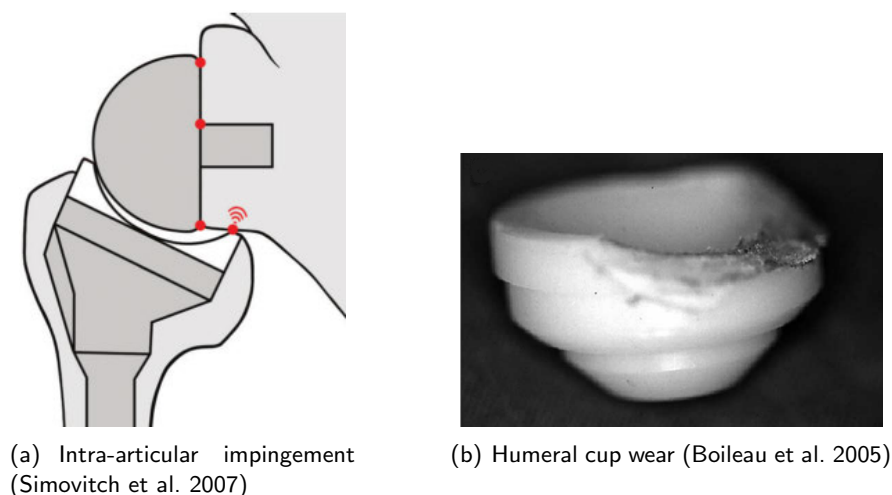 (a) Intra-articular impingement
(Simovitch et al. 2007)
(b) Humeral cup wear (Boileau et al. 2005)